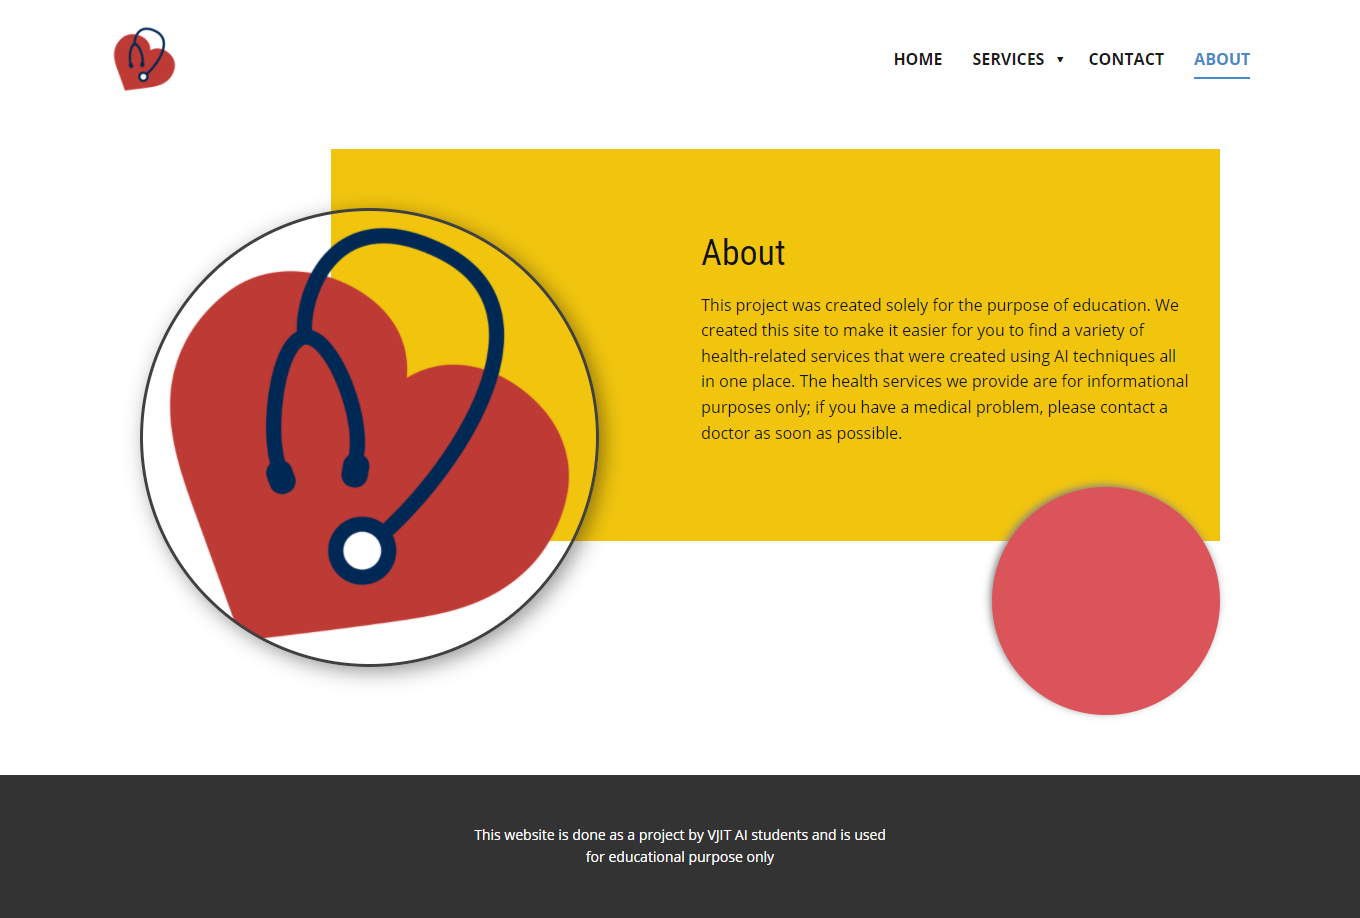 HOME SERVICES CONTACT ABOUT
About
This project was created solely for the purpose of education. We
created this site to make it easier for you to find a variety of
health-related services that were created using AI techniques all
in one place. The health services we provide are for informational
purposes only; if you have a medical problem, please contact a
doctor as soon as possible.
This website is done as a project by VJIT AI students and is used
for educational purpose only